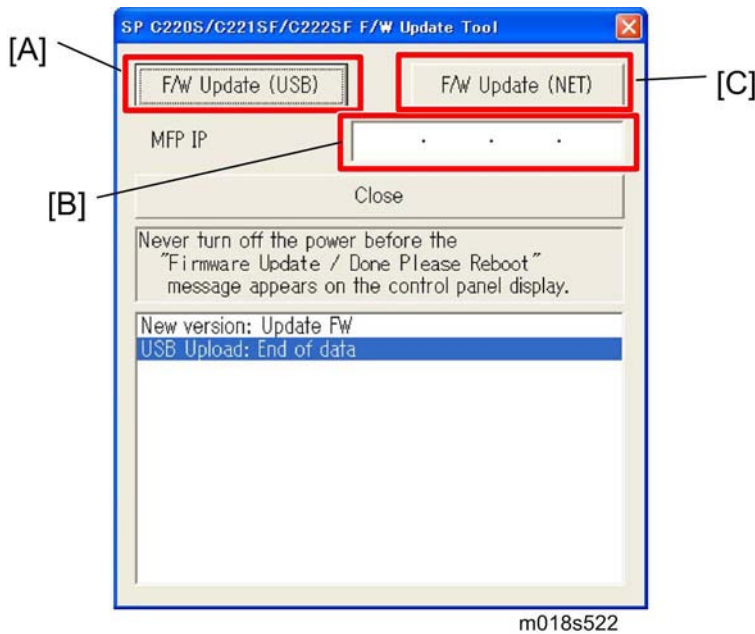 SP C220S/C221SF/C222SF F/W Update Tool
[A]
F/W Update (USB)
F/W Update (NET)
[C]
MFP IP
. . .
[B]
Close
Never turn off the power before the
"Firmware Update / Done Please Reboot"
message appears on the control panel display.
New version: Update FW
USB Upload: End of data
m018s522